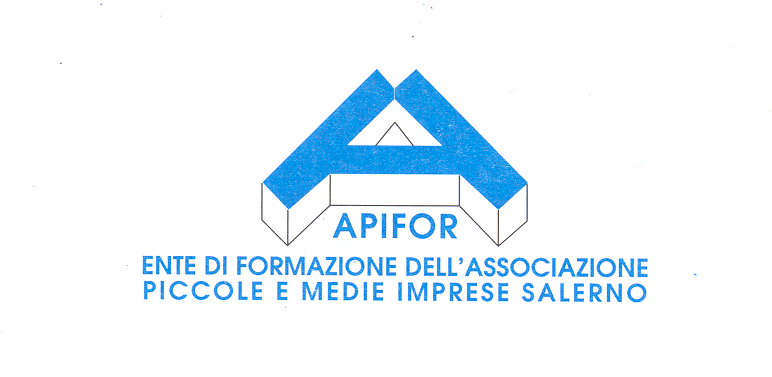 APIFOR
ENTE DI FORMAZIONE DELL'ASSOCIAZIONE
PICCOLE E MEDIE IMPRESE SALERNO